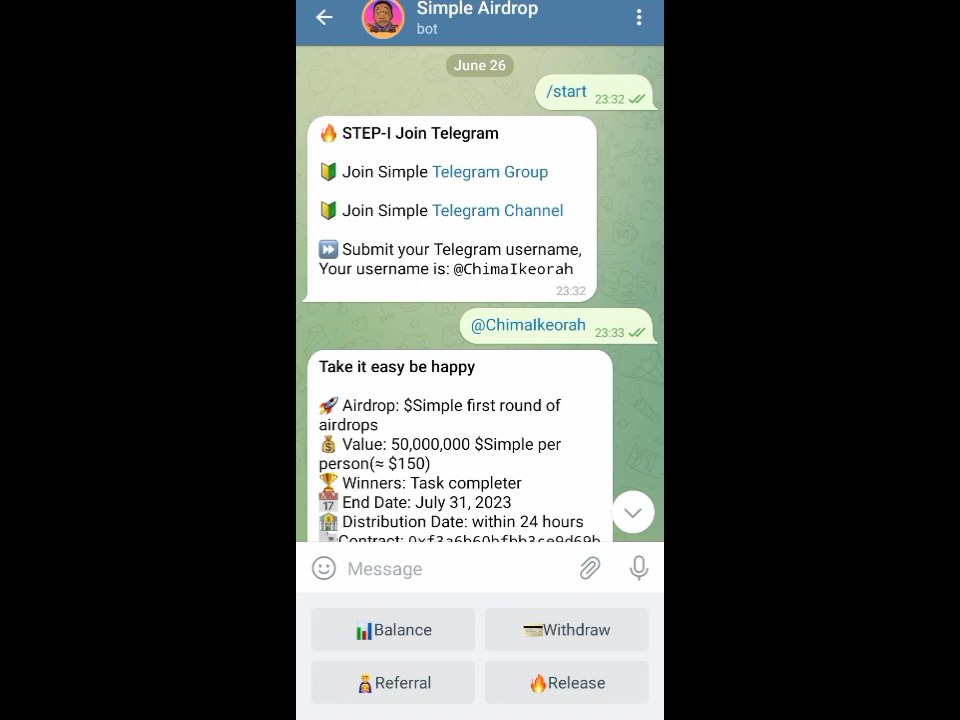 Simple Airdrop
bot
June 26
/start 23:32
🔥 STEP-I Join Telegram
🔰 Join Simple Telegram Group
🔰 Join Simple Telegram Channel
⏩ Submit your Telegram username,
Your username is: @ChimaIkeorah
23:32
@ChimaIkeorah 23:33
Take it easy be happy
🚀 Airdrop: $Simple first round of
airdrops
💰 Value: 50,000,000 $Simple per
person(≈ $150)
🏆 Winners: Task completer
📅 End Date: July 31, 2023
🏦 Distribution Date: within 24 hours
Contract: 0xf3a6b60bfbb3ce9d69b
Message
📊Balance
💳Withdraw
Referral
🔥Release